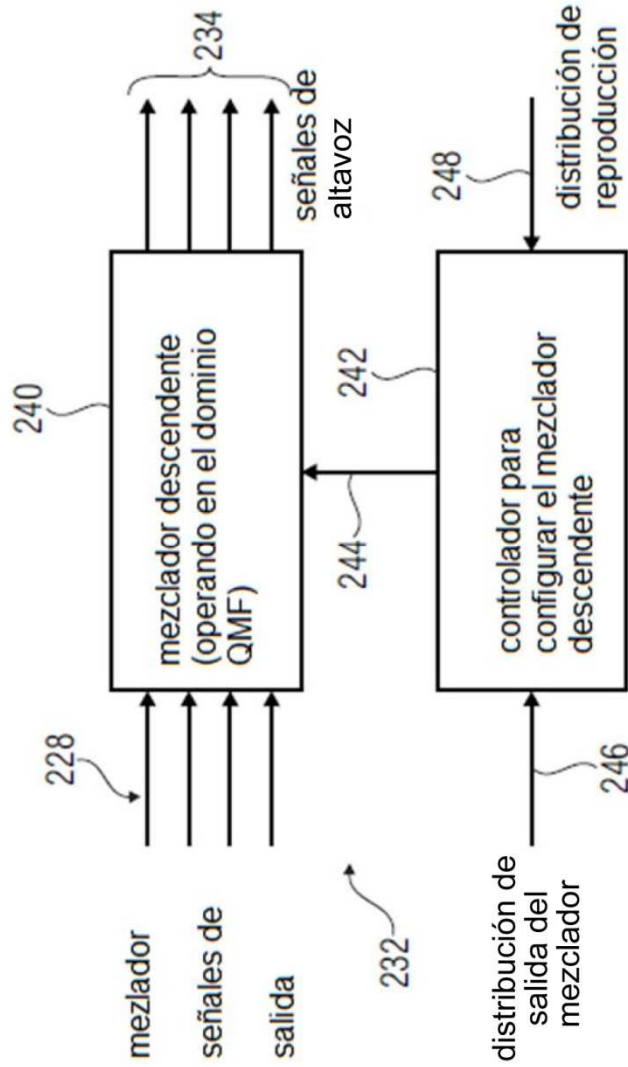 240
228
mezlador
señales de
salida
mezclador descendente
(operando en el dominio
QMF)
234
señales de
altavoz
232
244
242
distribución de
salida del
mezclador
246
controlador para
configurar el mezclador
descendente
248
distribución de
reproducción